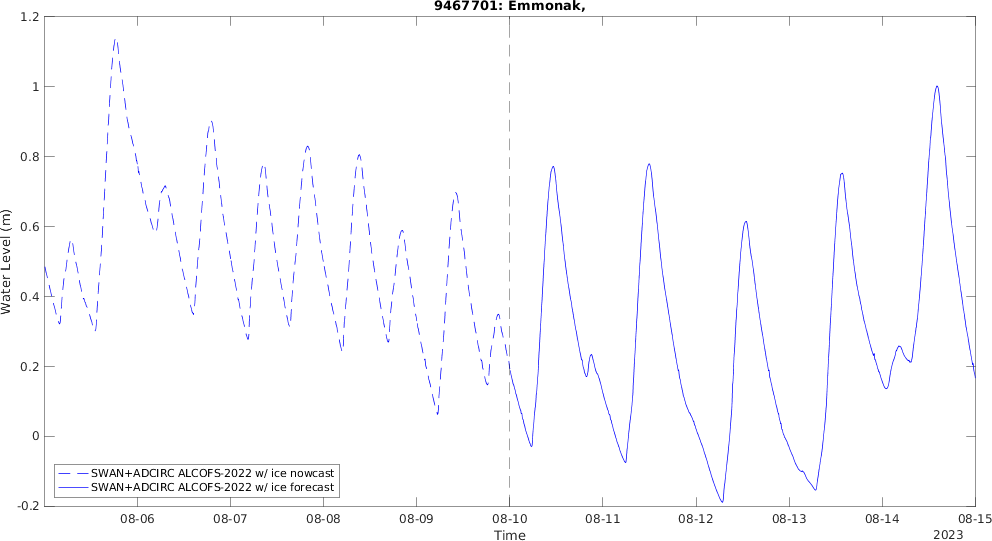 9467701: Emmonak,
1.2
1
0.8
0.6
0.4
0.2
0
-0.2
Water Level (m)
SWAN+ADCIRC ALCOFS-2022 w/ ice nowcast
SWAN+ADCIRC ALCOFS-2022 w/ ice forecast
08-06 08-07 08-08 08-09 08-10 08-11 08-12 08-13 08-14 08-15
Time
2023